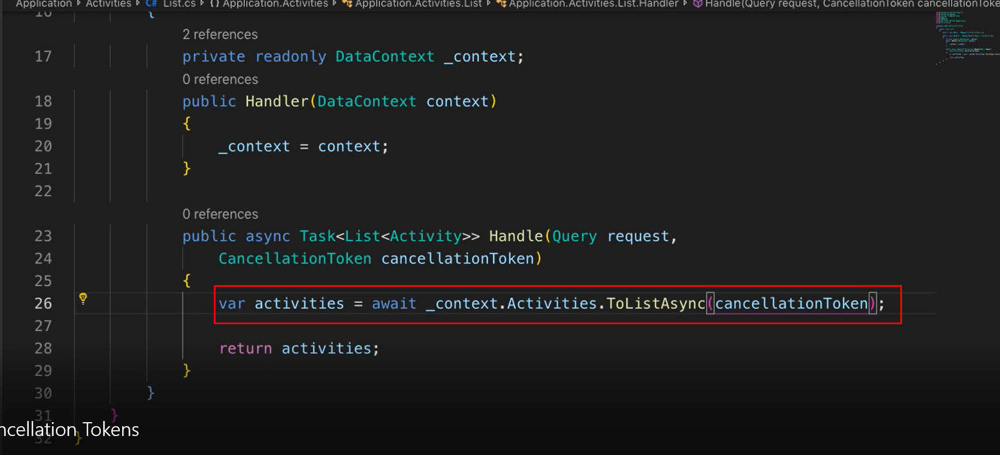 Application Activities C# List.cs {} Application.Activities Application.Activities.List Application.Activities.List.Handler Handle(Query request, CancellationToken
16 {
2 references
17 private readonly DataContext _context;
0 references
18 public Handler(DataContext context)
19 {
20 _context = context;
21 }
22
0 references
23 public async Task<List<Activity>> Handle(Query request,
24 CancellationToken cancellationToken)
25 {
26 var activities = await _context.Activities.ToListAsync(cancellationToken);
27
28 return activities;
29 }
30 }
31 }
ncellation Tokens
32 }